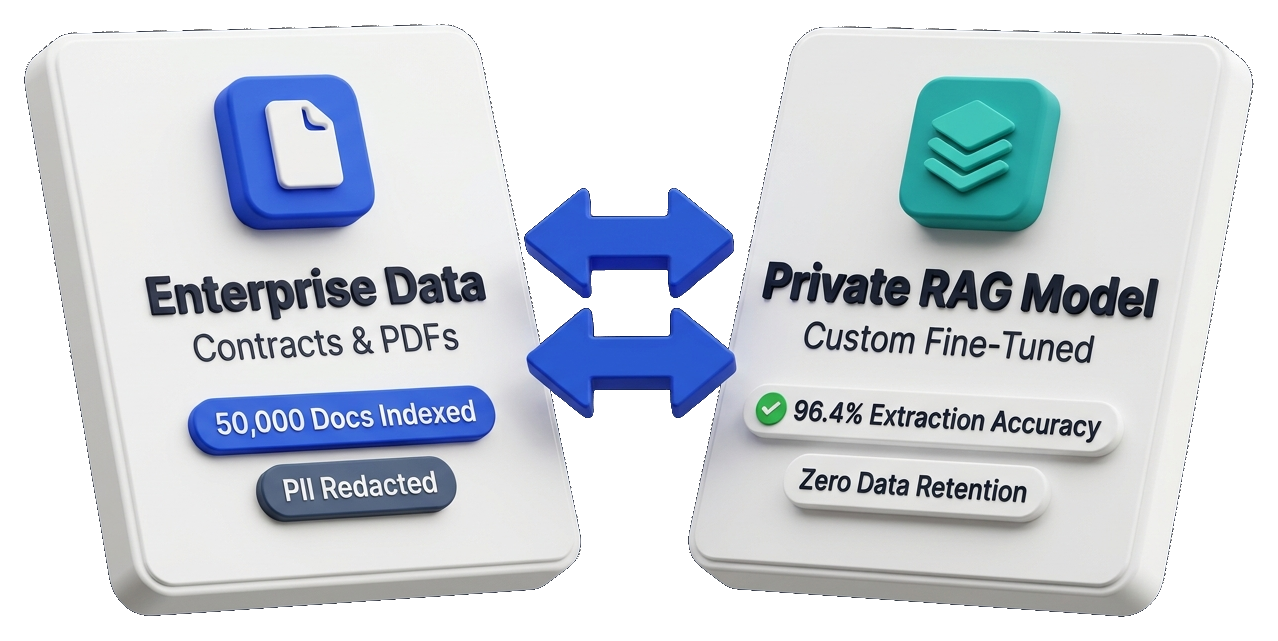 Enterprise Data
Contracts & PDFs
50,000 Docs Indexed
PII Redacted
Private RAG Model
Custom Fine-Tuned
96.4% Extraction Accuracy
Zero Data Retention